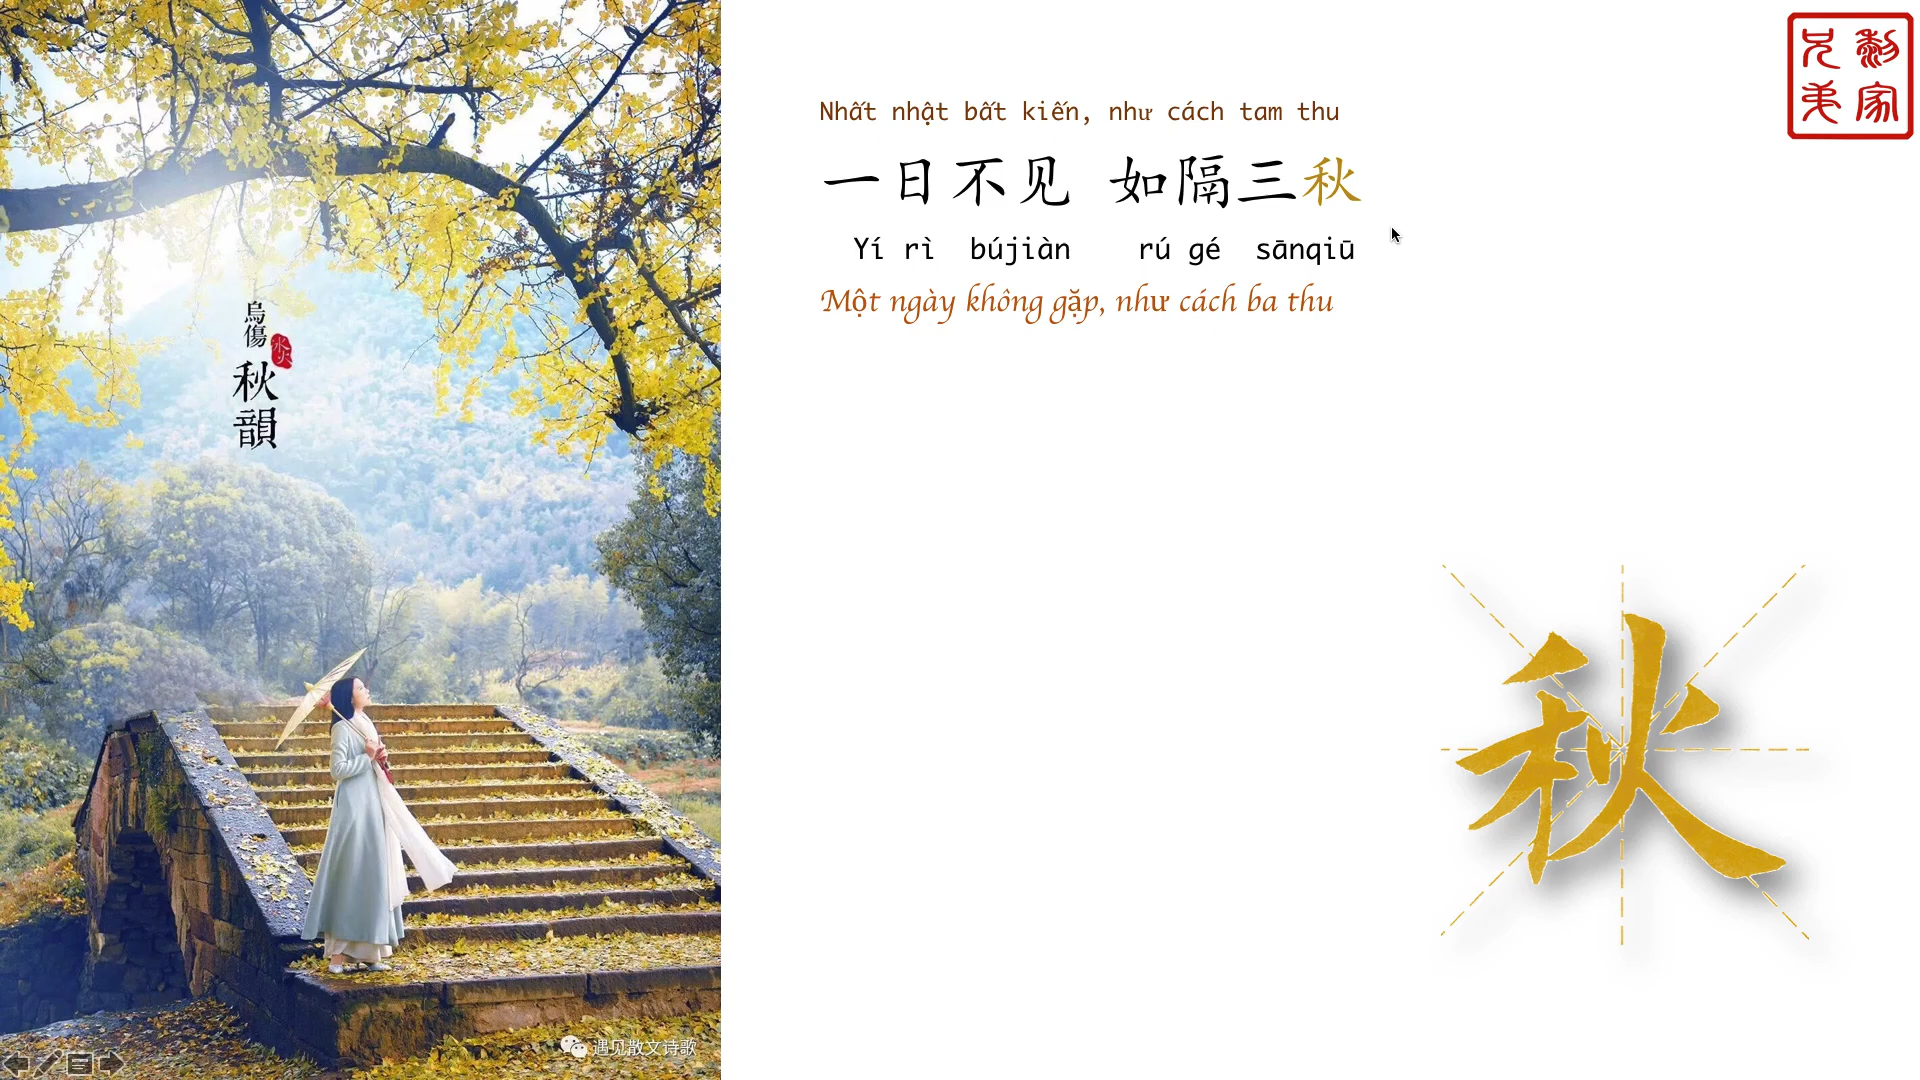 烏傷
秋韻
遇见散文诗歌
Nhất nhật bất kiến, như cách tam thu
一日不见 如隔三秋
Yí rì bújiàn rú gé sānqiū
Một ngày không gặp, như cách ba thu
秋